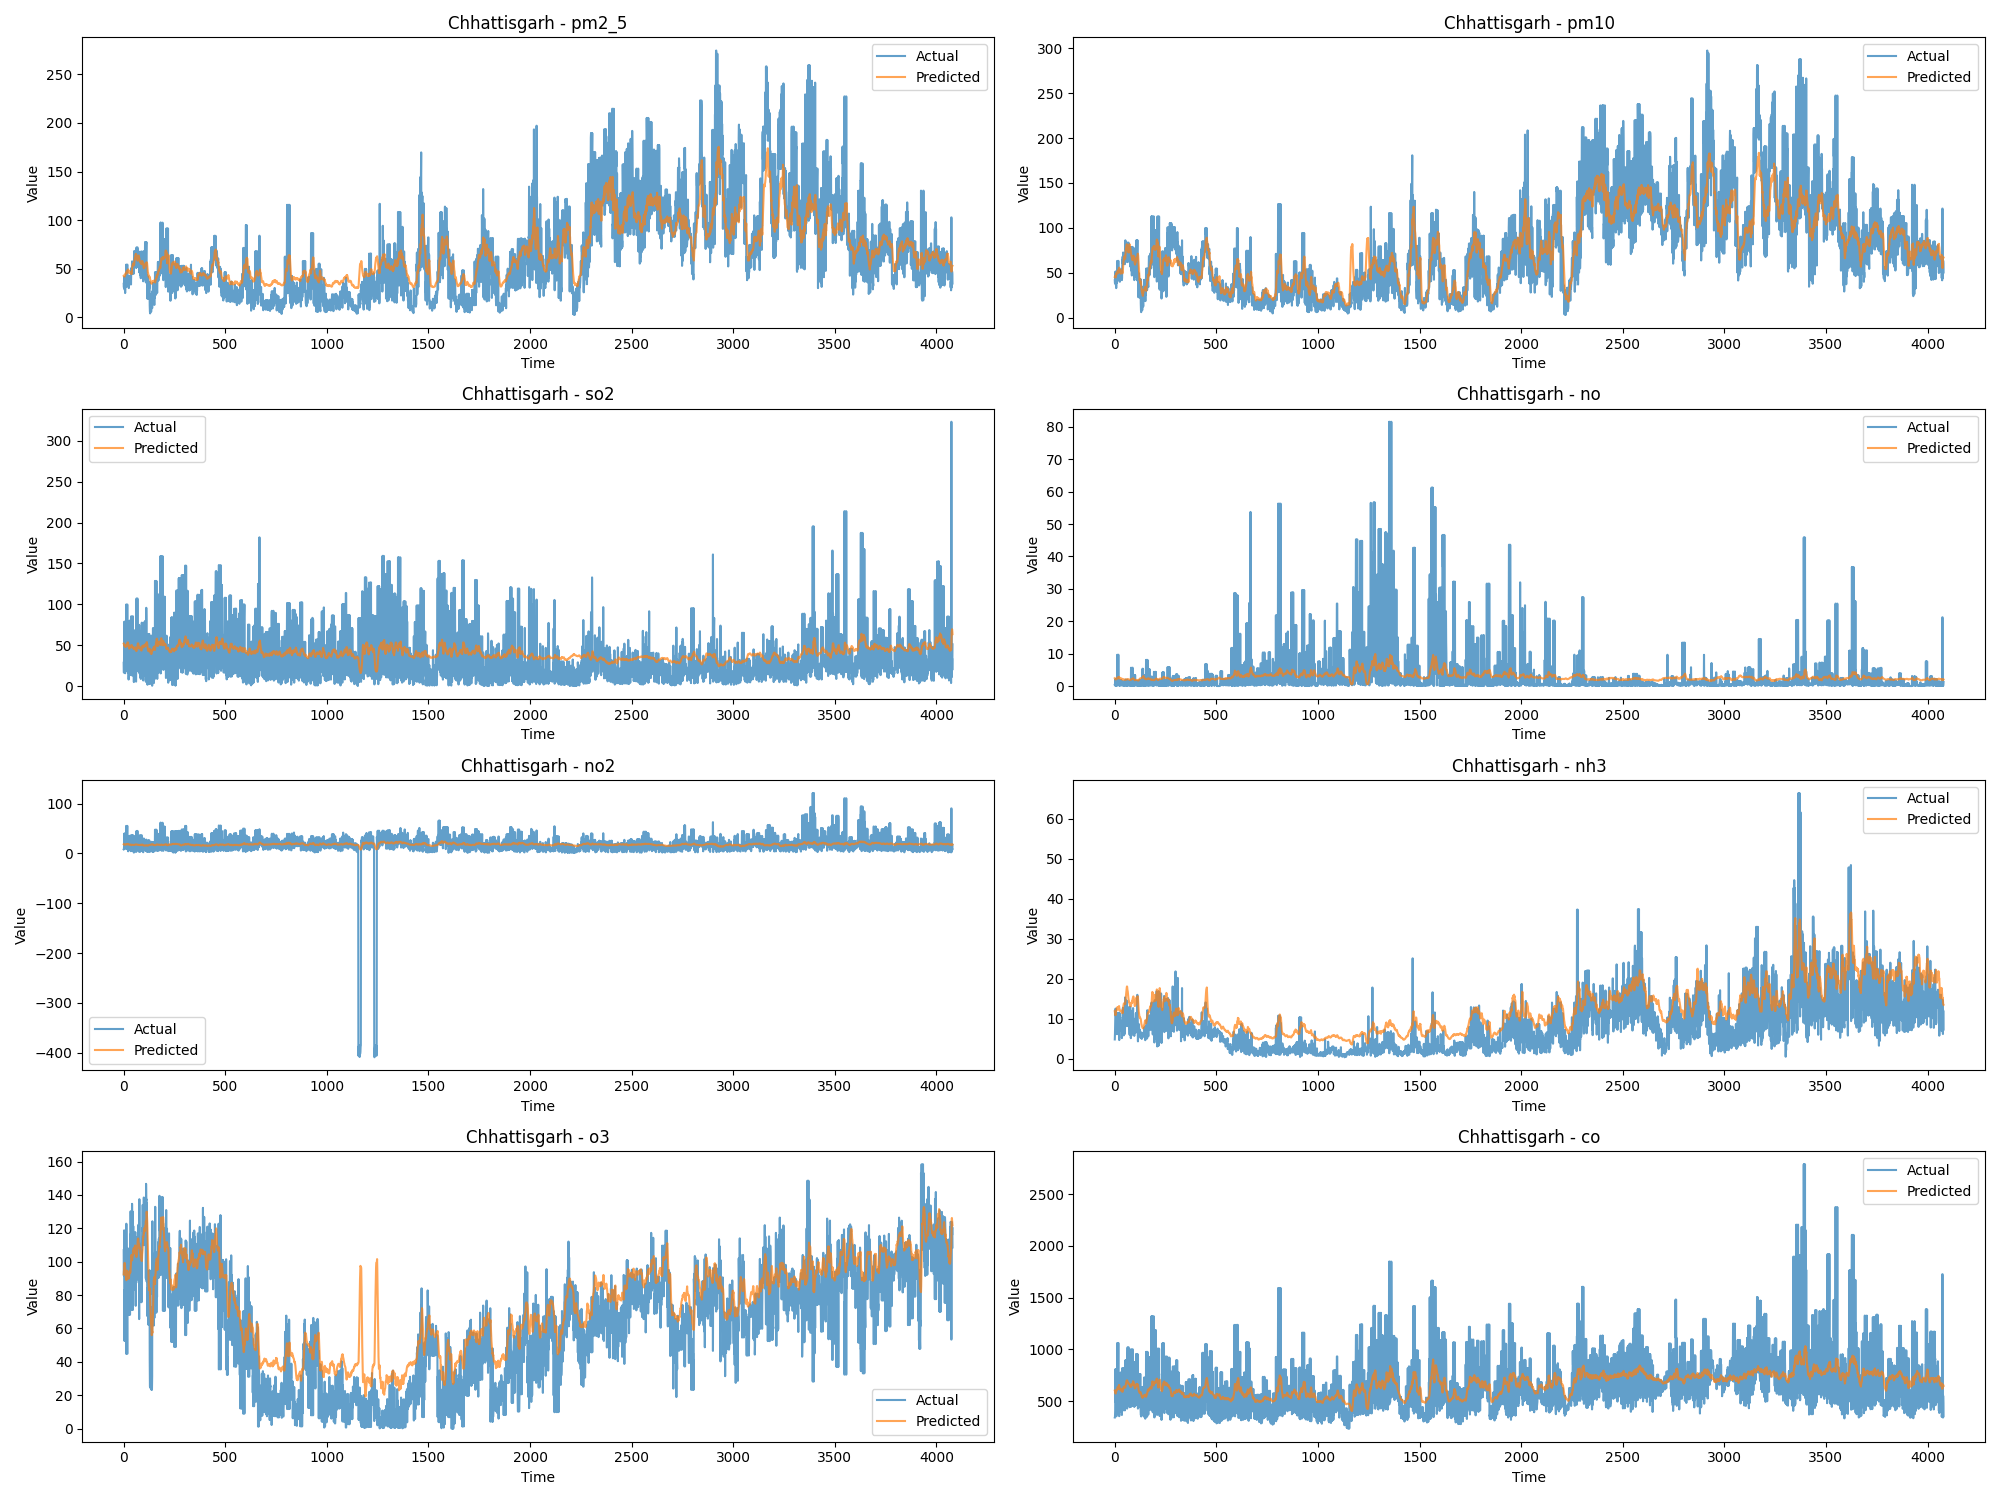 Chhattisgarh - pm2_5
Value
250
200
150
100
50
0
Actual
Predicted
0 500 1000 1500 2000 2500 3000 3500 4000
Time
Chhattisgarh - pm10
Value
300
250
200
150
100
50
0
Actual
Predicted
0 500 1000 1500 2000 2500 3000 3500 4000
Time
Chhattisgarh - so2
Value
300
250
200
150
100
50
0
Actual
Predicted
0 500 1000 1500 2000 2500 3000 3500 4000
Time
Chhattisgarh - no
Value
80
70
60
50
40
30
20
10
0
Actual
Predicted
0 500 1000 1500 2000 2500 3000 3500 4000
Time
Chhattisgarh - no2
Value
100
0
−100
−200
−300
−400
Actual
Predicted
0 500 1000 1500 2000 2500 3000 3500 4000
Time
Chhattisgarh - nh3
Value
60
50
40
30
20
10
0
Actual
Predicted
0 500 1000 1500 2000 2500 3000 3500 4000
Time
Chhattisgarh - o3
Value
160
140
120
100
80
60
40
20
0
Actual
Predicted
0 500 1000 1500 2000 2500 3000 3500 4000
Time
Chhattisgarh - co
Value
2500
2000
1500
1000
500
Actual
Predicted
0 500 1000 1500 2000 2500 3000 3500 4000
Time